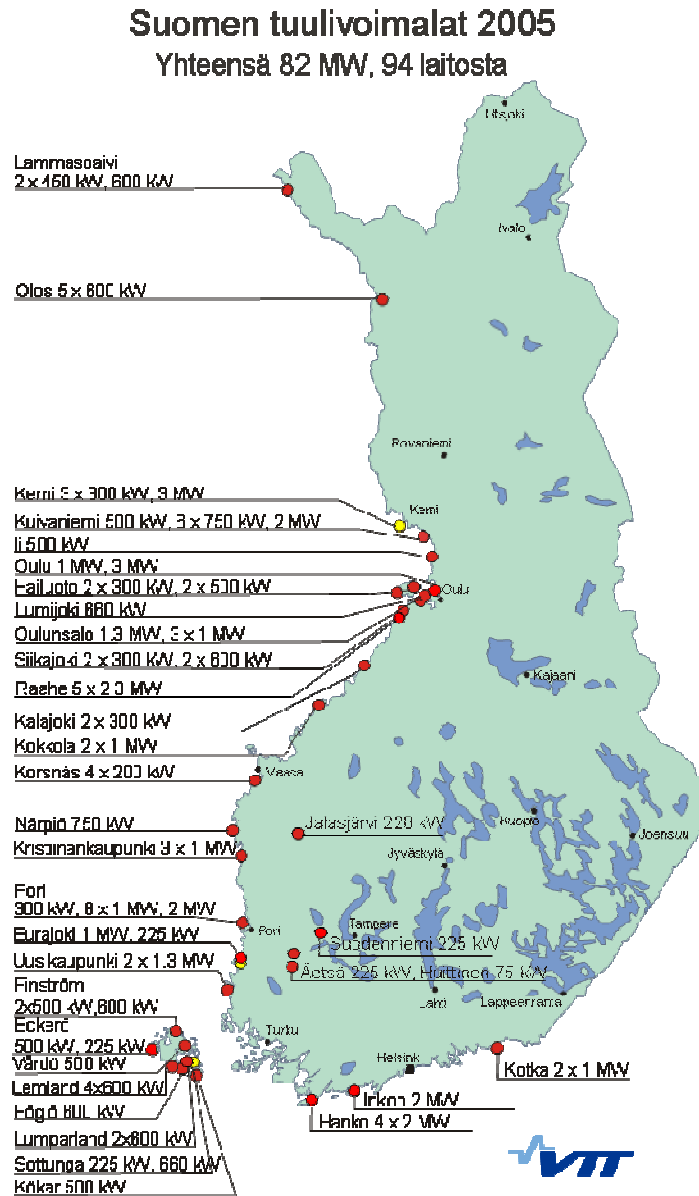 Suomen tuulivoimalat 2005
Yhteensä 82 MW, 94 laitosta
Utsjoki
Lammasoaivi
2 x 450 kW, 600 kW
Ivalo
Olos 5 x 600 kW
Rovaniemi
Kemi 3 x 300 kW, 3 MW
Kemi
Kuivaniemi 500 kW, 3 x 750 kW, 2 MW
Ii 500 kW
Oulu 1 MW, 3 MW
Hailuoto 2 x 300 kW, 2 x 500 kW
Oulu
Lumijoki 660 kW
Oulunsalo 1.3 MW, 3 x 1 MW
Siikajoki 2 x 300 kW, 2 x 600 kW
Kajaani
Raahe 5 x 2.3 MW
Kalajoki 2 x 300 kW
Kokkola 2 x 1 MW
Vaasa
Korsnäs 4 x 200 kW
Kuopio
Närpiö 750 kW
Jalasjärvi 220 kW
Joensuu
Kristiinankaupunki 3 x 1 MW
Jyväskylä
Pori
300 kW, 8 x 1 MW, 2 MW
Pori
Tampere
Eurajoki 1 MW, 225 kW
Suodenniemi 225 kW
Uusikaupunki 2 x 1.3 MW
Äetsä 225 kW, Huittinen 75 kW
Finström
2x500 kW,600 kW
Lahti
Lappeenranta
Eckerö
500 kW, 225 kW
Turku
Vårdö 500 kW
Helsinki
Kotka 2 x 1 MW
Lemland 4x600 kW
Inkoo 2 MW
Föglö 600 kW
Hanko 4 x 2 MW
Lumparland 2x600 kW
Sottunga 225 kW, 660 kW
Kökar 500 kW
VTT